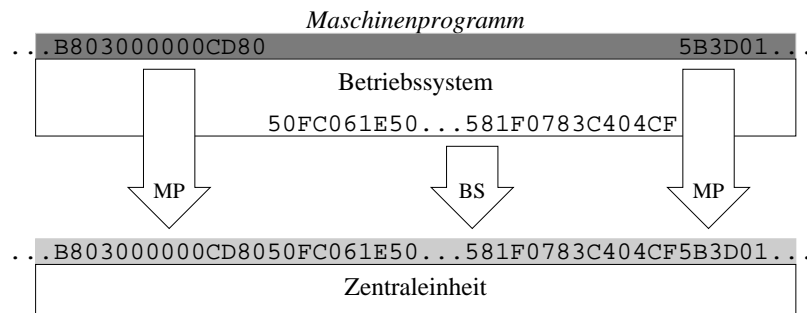 Maschinenprogramm
...B803000000CD80 5B3D01...
Betriebssystem
50FC061E50...581F0783C404CF
MP BS MP
...B803000000CD8050FC061E50...581F0783C404CF5B3D01...
Zentraleinheit